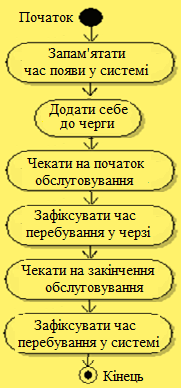 Початок
Запам'ятати
час появи у системі
Додати себе
до черги
Чекати на початок
обслуговування
Зафіксувати час
перебування у черзі
Чекати на закінчення
обслуговування
Зафіксувати час
перебування у системі
Кінець